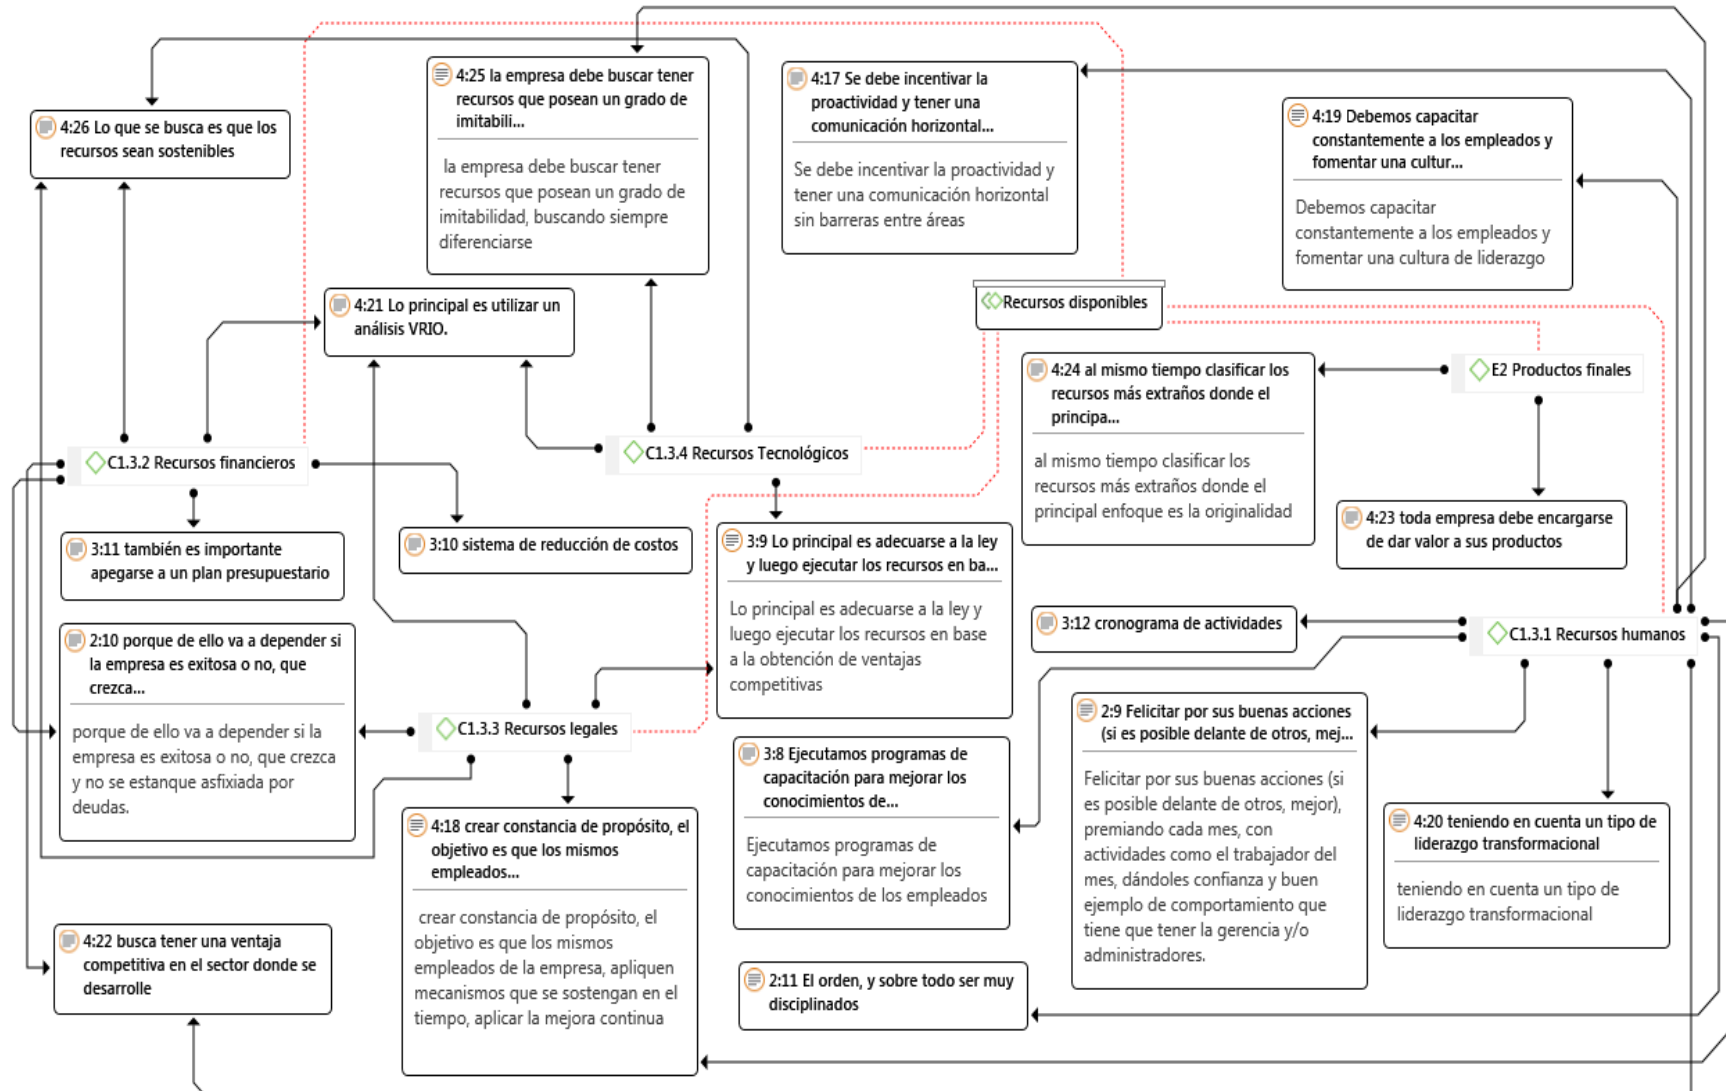 4:25 la empresa debe buscar tener
recursos que posean un grado de
imitabili...
la empresa debe buscar tener
recursos que posean un grado de
imitabilidad, buscando siempre
diferenciarse
4:17 Se debe incentivar la
proactividad y tener una
comunicación horizontal...
Se debe incentivar la proactividad y
tener una comunicación horizontal
sin barreras entre áreas
4:19 Debemos capacitar
constantemente a los empleados y
fomentar una cultur...
Debemos capacitar
constantemente a los empleados y
fomentar una cultura de liderazgo
4:26 Lo que se busca es que los
recursos sean sostenibles
4:21 Lo principal es utilizar un
análisis VRIO.
Recursos disponibles
4:24 al mismo tiempo clasificar los
recursos más extraños donde el
principa...
al mismo tiempo clasificar los
recursos más extraños donde el
principal enfoque es la originalidad
E2 Productos finales
C1.3.2 Recursos financieros
C1.3.4 Recursos Tecnológicos
4:23 toda empresa debe encargarse
de dar valor a sus productos
3:11 también es importante
apegarse a un plan presupuestario
3:10 sistema de reducción de costos
3:9 Lo principal es adecuarse a la ley
y luego ejecutar los recursos en ba...
Lo principal es adecuarse a la ley y
luego ejecutar los recursos en base
a la obtención de ventajas
competitivas
3:12 cronograma de actividades
C1.3.1 Recursos humanos
2:10 porque de ello va a depender si
la empresa es exitosa o no, que
crezca...
porque de ello va a depender si la
empresa es exitosa o no, que crezca
y no se estanque asfixiada por
deudas.
C1.3.3 Recursos legales
3:8 Ejecutamos programas de
capacitación para mejorar los
conocimientos de...
Ejecutamos programas de
capacitación para mejorar los
conocimientos de los empleados
2:9 Felicitar por sus buenas acciones
(si es posible delante de otros, mej...
Felicitar por sus buenas acciones (si
es posible delante de otros, mejor),
premiando cada mes, con
actividades como el trabajador del
mes, dándoles confianza y buen
ejemplo de comportamiento que
tiene que tener la gerencia y/o
administradores.
4:20 teniendo en cuenta un tipo de
liderazgo transformacional
teniendo en cuenta un tipo de
liderazgo transformacional
4:18 crear constancia de propósito, el
objetivo es que los mismos
empleados...
crear constancia de propósito, el
objetivo es que los mismos
empleados de la empresa, apliquen
mecanismos que se sostengan en el
tiempo, aplicar la mejora continua
4:22 busca tener una ventaja
competitiva en el sector donde se
desarrolle
2:11 El orden, y sobre todo ser muy
disciplinados